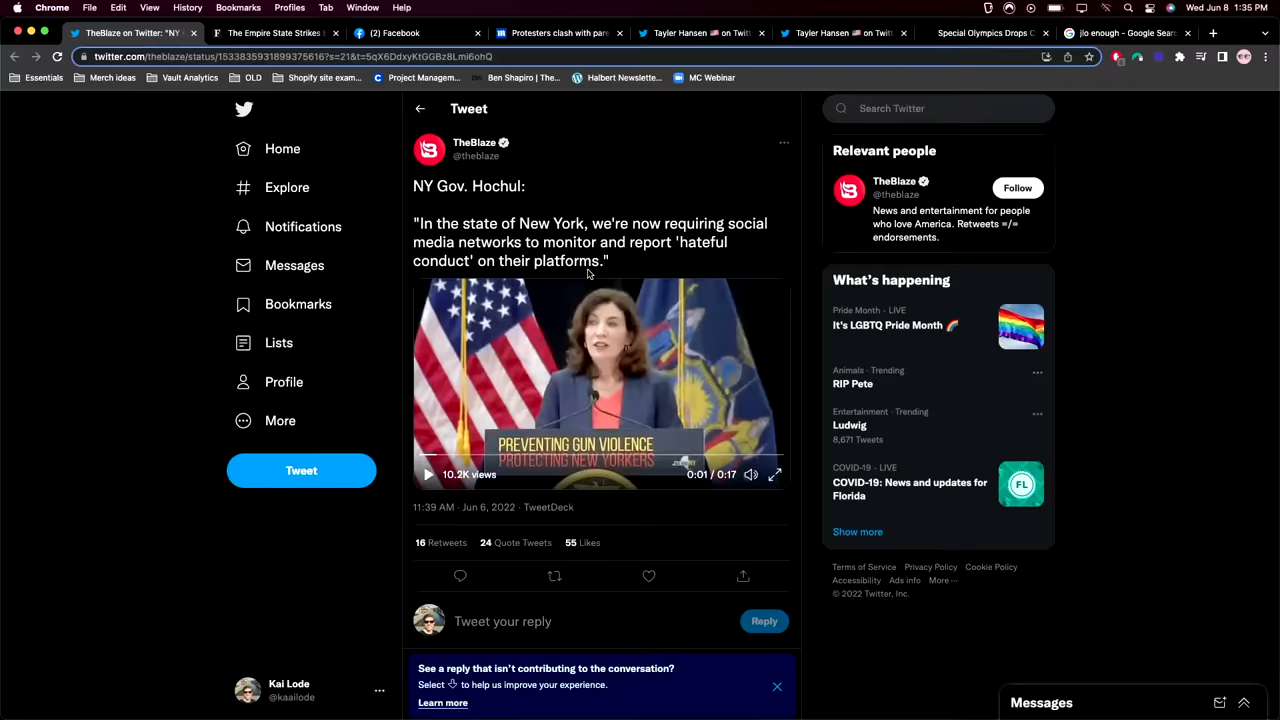 Chrome File Edit View History Bookmarks Profiles Tab Window Help
Wed Jun 8 1:35 PM
TheBlaze on Twitter: "NY
The Empire State Strikes
(2) Facebook
Protesters clash with pare
Tayler Hansen 🇺🇸 on Twit
Tayler Hansen 🇺🇸 on Twit
Special Olympics Drops C
jlo enough - Google Sear
twitter.com/theblaze/status/1533835931899375616?s=21&t=5qX6DdxyKtGGBz8Lmi6ohQ
Essentials
Merch ideas
Vault Analytics
OLD
Shopify site exam...
Project Managem...
Ben Shapiro | The...
Halbert Newslette...
MC Webinar
Home
Explore
Notifications
Messages
Bookmarks
Lists
Profile
More
Tweet
Kai Lode
@kaailode
Tweet
TheBlaze
@theblaze
NY Gov. Hochul:
"In the state of New York, we're now requiring social
media networks to monitor and report 'hateful
conduct' on their platforms."
PREVENTING GUN VIOLENCE
PROTECTING NEW YORKERS
10.2K views
0:01 / 0:17
11:39 AM · Jun 6, 2022 · TweetDeck
16 Retweets 24 Quote Tweets 55 Likes
Tweet your reply
Reply
See a reply that isn't contributing to the conversation?
Select to help us improve your experience.
Learn more
Search Twitter
Relevant people
TheBlaze
@theblaze
Follow
News and entertainment for people
who love America. Retweets =/=
endorsements.
What's happening
Pride Month · LIVE
It's LGBTQ Pride Month 🏳️‍🌈
Animals · Trending
RIP Pete
Entertainment · Trending
Ludwig
8,671 Tweets
COVID-19 · LIVE
COVID-19: News and updates for
Florida
FL
Show more
Terms of Service Privacy Policy Cookie Policy
Accessibility Ads info More ···
© 2022 Twitter, Inc.
Messages